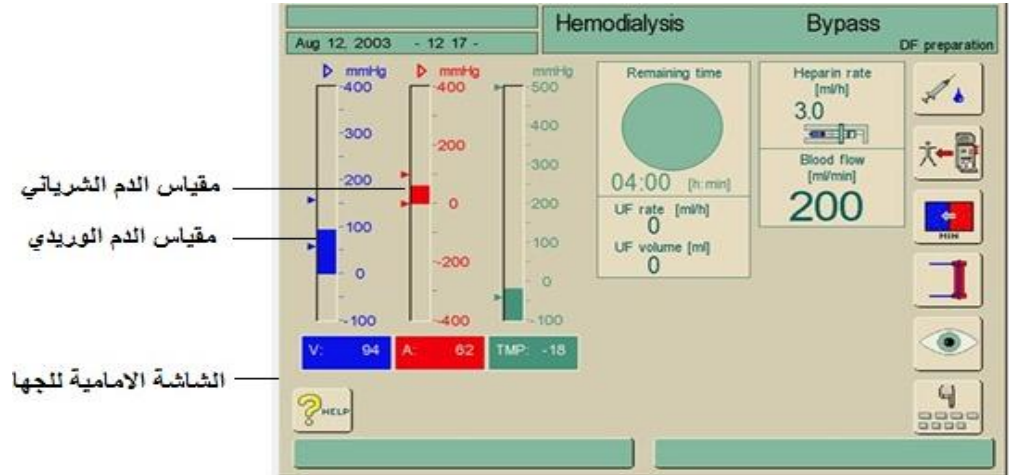 Hemodialysis Bypass
Aug 12, 2003 - 12 17 -
DF preparation
mmHg mmHg mmHg
400 400 500
300 200 400
200 0 300
100 -200 200
0 -400 100
-100 0
-100
V: 94 A: 62 TMP: -18
Remaining time
04:00 [h:min]
UF rate [ml/h]
0
UF volume [ml]
0
Heparin rate
[ml/h]
3.0
Blood flow
[ml/min]
200
MIN
HELP
مقياس الدم الشرياني
مقياس الدم الوريدي
الشاشة الامامية للجها